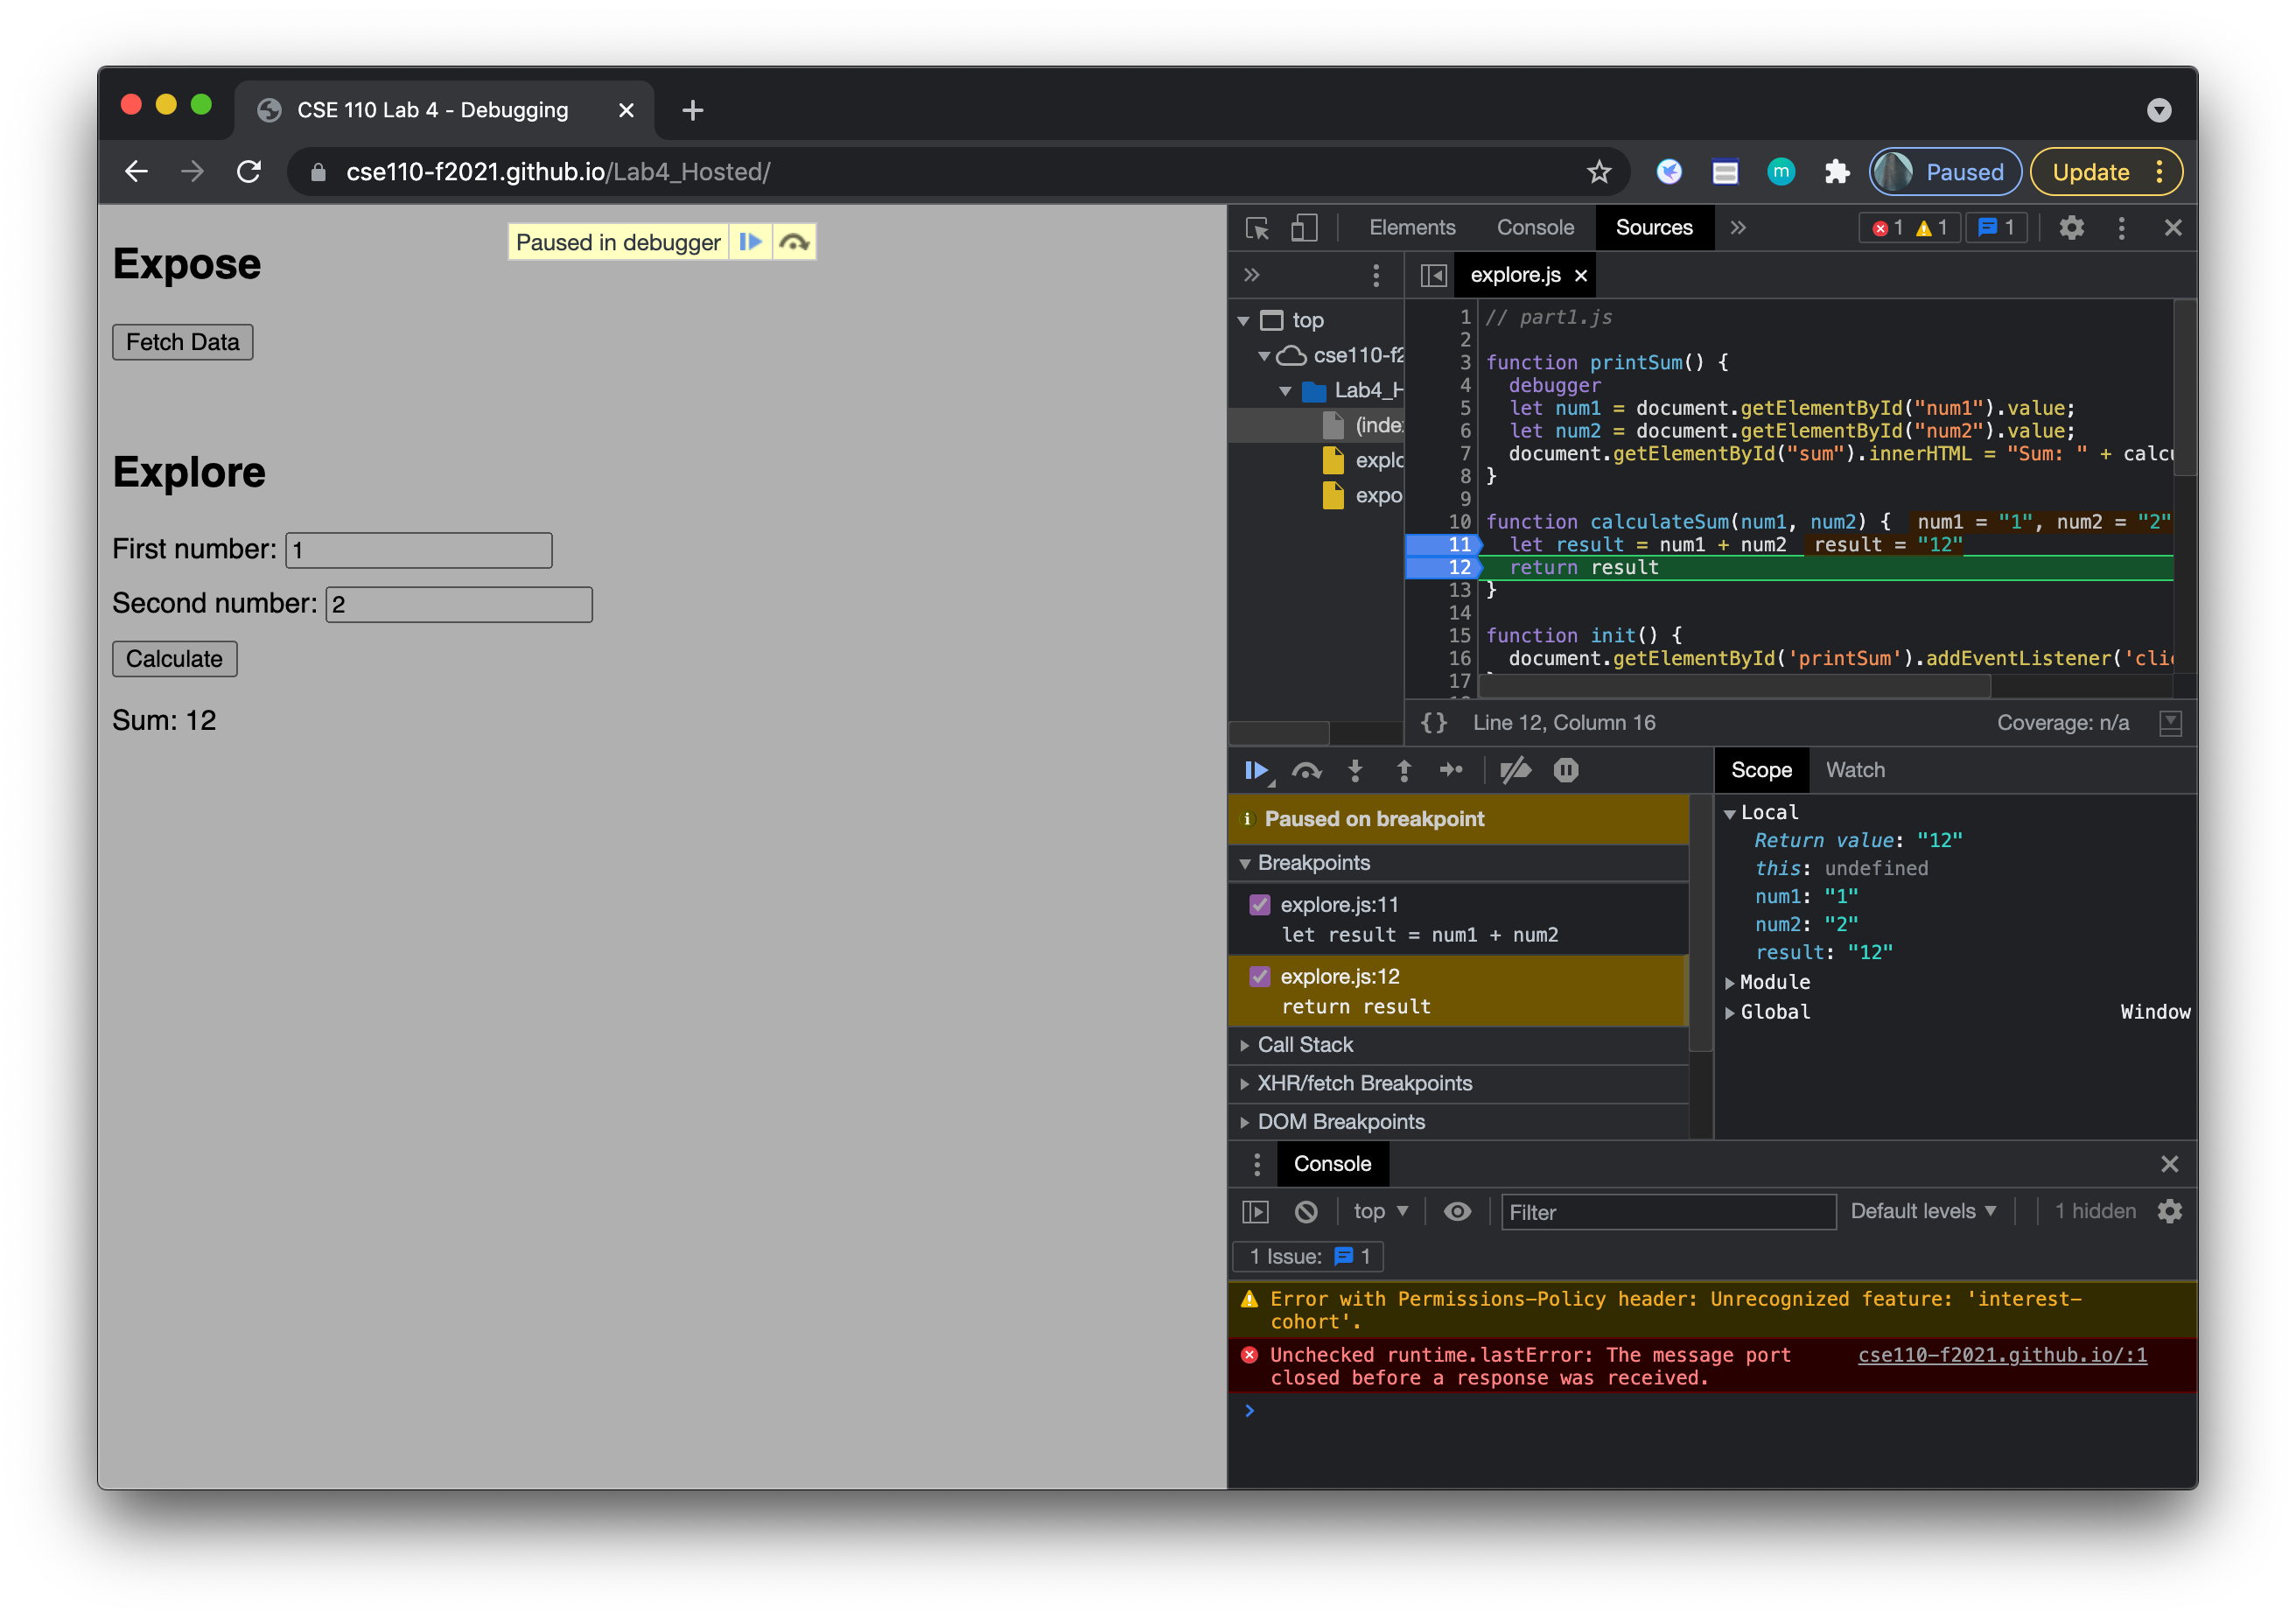 CSE 110 Lab 4 - Debugging
cse110-f2021.github.io/Lab4_Hosted/
m
Paused
Update
Expose
Paused in debugger
Fetch Data
Explore
First number: 1
Second number: 2
Calculate
Sum: 12
Elements Console Sources 1 1 1
explore.js
top
cse110-f2
Lab4_H
(inde
explo
expo
1 // part1.js
2
3 function printSum() {
4 debugger
5 let num1 = document.getElementById("num1").value;
6 let num2 = document.getElementById("num2").value;
7 document.getElementById("sum").innerHTML = "Sum: " + calcu
8 }
9
10 function calculateSum(num1, num2) { num1 = "1", num2 = "2"
11 let result = num1 + num2 result = "12"
12 return result
13 }
14
15 function init() {
16 document.getElementById('printSum').addEventListener('clic
17
{} Line 12, Column 16 Coverage: n/a
Paused on breakpoint
Breakpoints
explore.js:11
let result = num1 + num2
explore.js:12
return result
Call Stack
XHR/fetch Breakpoints
DOM Breakpoints
Scope Watch
Local
Return value: "12"
this: undefined
num1: "1"
num2: "2"
result: "12"
Module
Global Window
Console
top Filter Default levels 1 hidden
1 Issue: 1
Error with Permissions-Policy header: Unrecognized feature: 'interest-
cohort'.
Unchecked runtime.lastError: The message port cse110-f2021.github.io/:1
closed before a response was received.
>